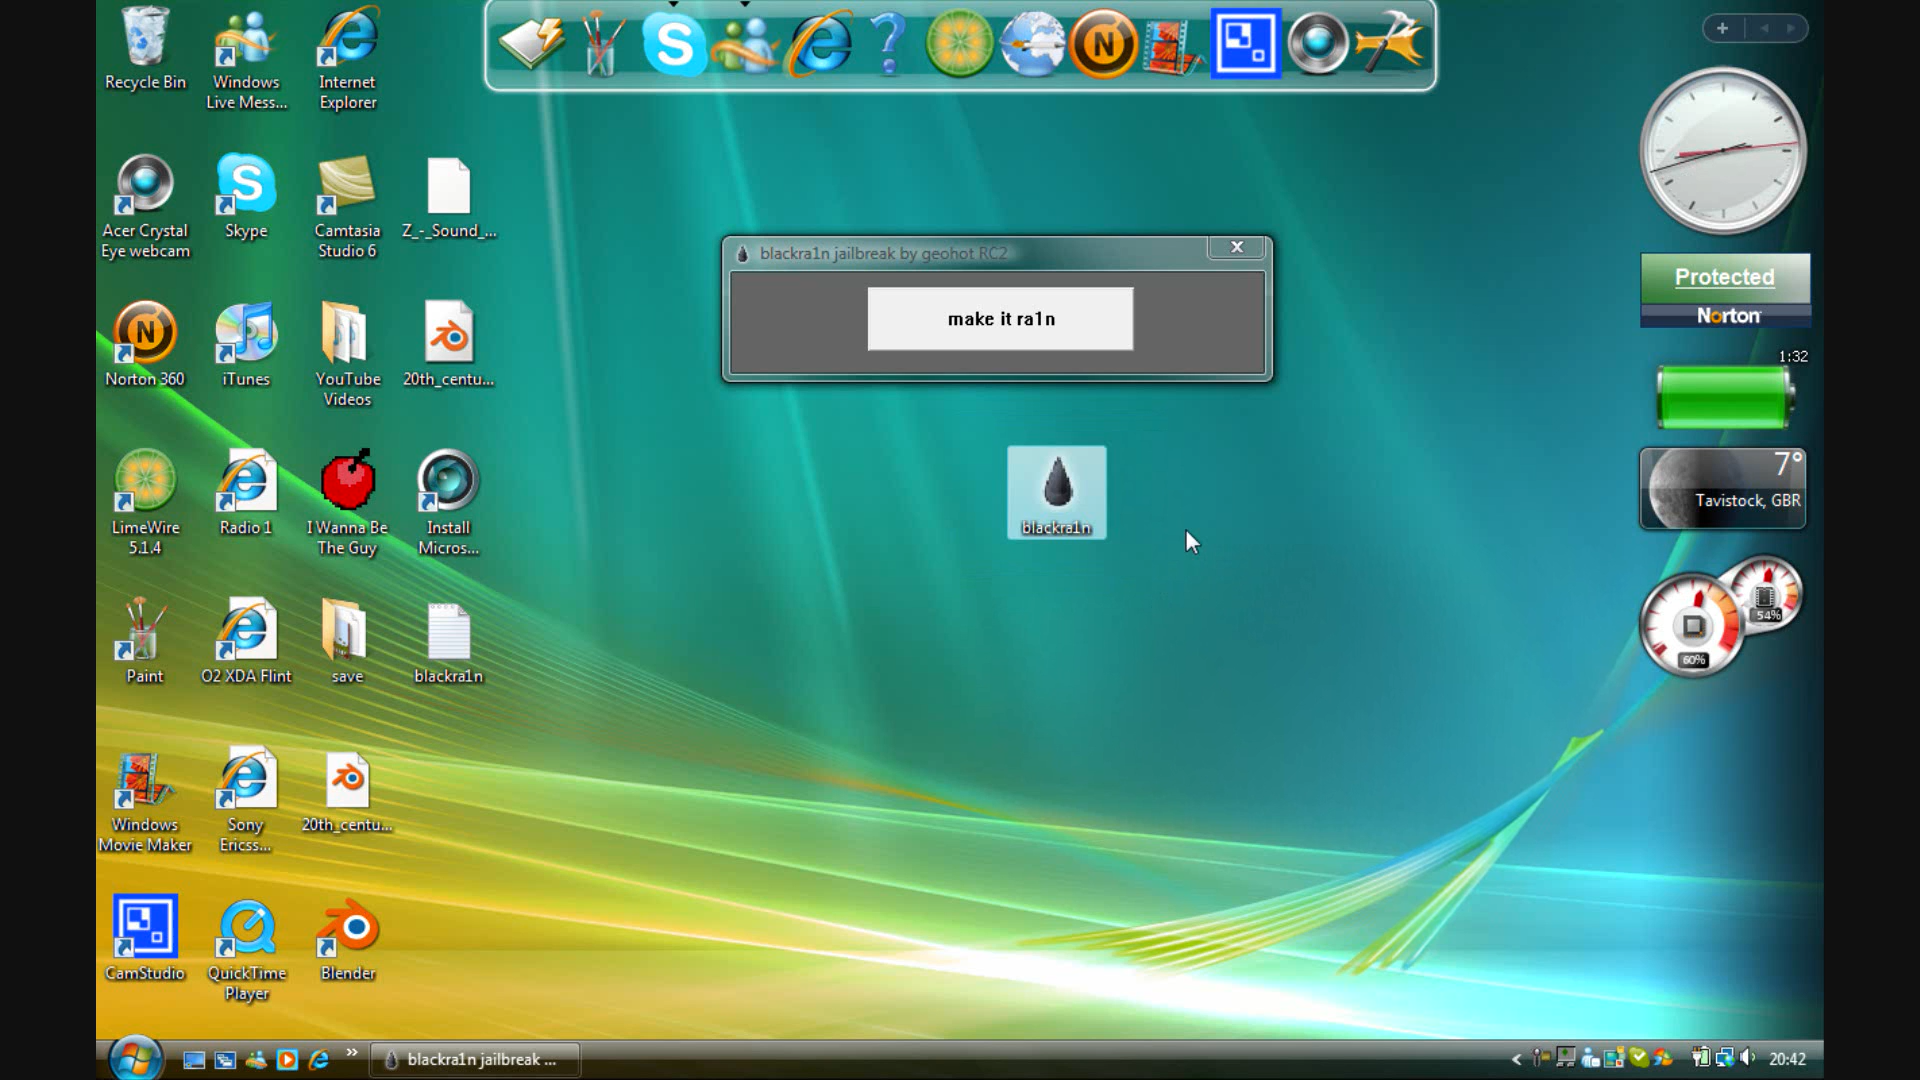 Recycle Bin
Windows
Live Mess...
Internet
Explorer
Acer Crystal
Eye webcam
Skype
Camtasia
Studio 6
Z_-_Sound_...
Norton 360
iTunes
YouTube
Videos
20th_centu...
LimeWire
5.1.4
Radio 1
I Wanna Be
The Guy
Install
Micros...
Paint
O2 XDA Flint
save
blackra1n
Windows
Movie Maker
Sony
Ericss...
20th_centu...
CamStudio
QuickTime
Player
Blender
blackra1n jailbreak by geohot RC2
make it ra1n
blackra1n
Protected
Norton
1:32
7°
Tavistock, GBR
54%
60%
blackra1n jailbreak ...
20:42